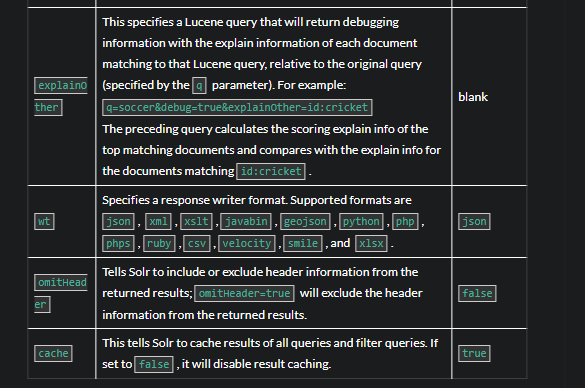 This specifies a Lucene query that will return debugging
information with the explain information of each document
matching to that Lucene query, relative to the original query
explainO
ther
(specified by the q parameter). For example:
q=soccer&debug=true&explainOther=id:cricket
blank
The preceding query calculates the scoring explain info of the
top matching documents and compares with the explain info for
the documents matching id:cricket .
Specifies a response writer format. Supported formats are
wt
json , xml , xslt , javabin , geojson , python , php ,
json
phps , ruby , csv , velocity , smile , and xlsx .
omitHead
er
Tells Solr to include or exclude header information from the
returned results; omitHeader=true will exclude the header
false
information from the returned results.
cache
This tells Solr to cache results of all queries and filter queries. If
set to false , it will disable result caching.
true